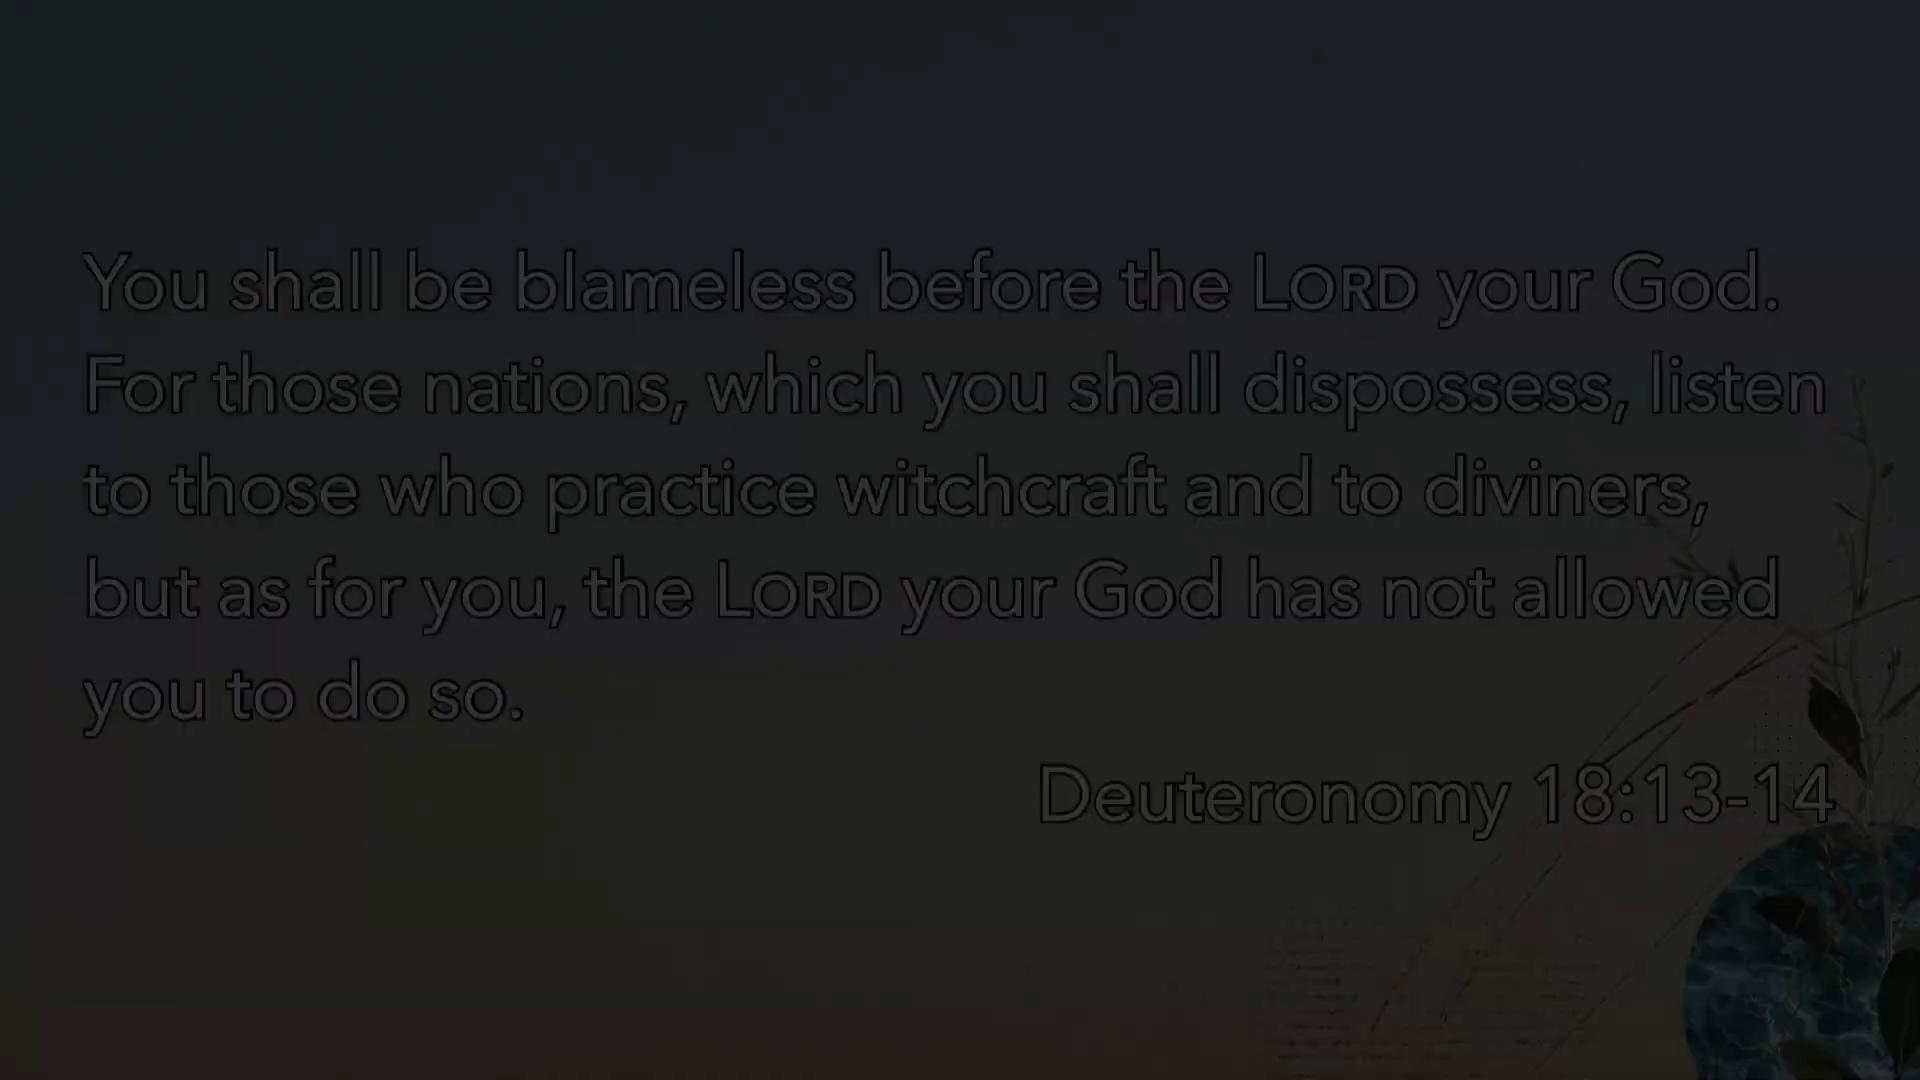 You shall be blameless before the LORD your God.
For those nations, which you shall dispossess, listen
to those who practice witchcraft and to diviners,
but as for you, the LORD your God has not allowed
you to do so.
Deuteronomy 18:13-14